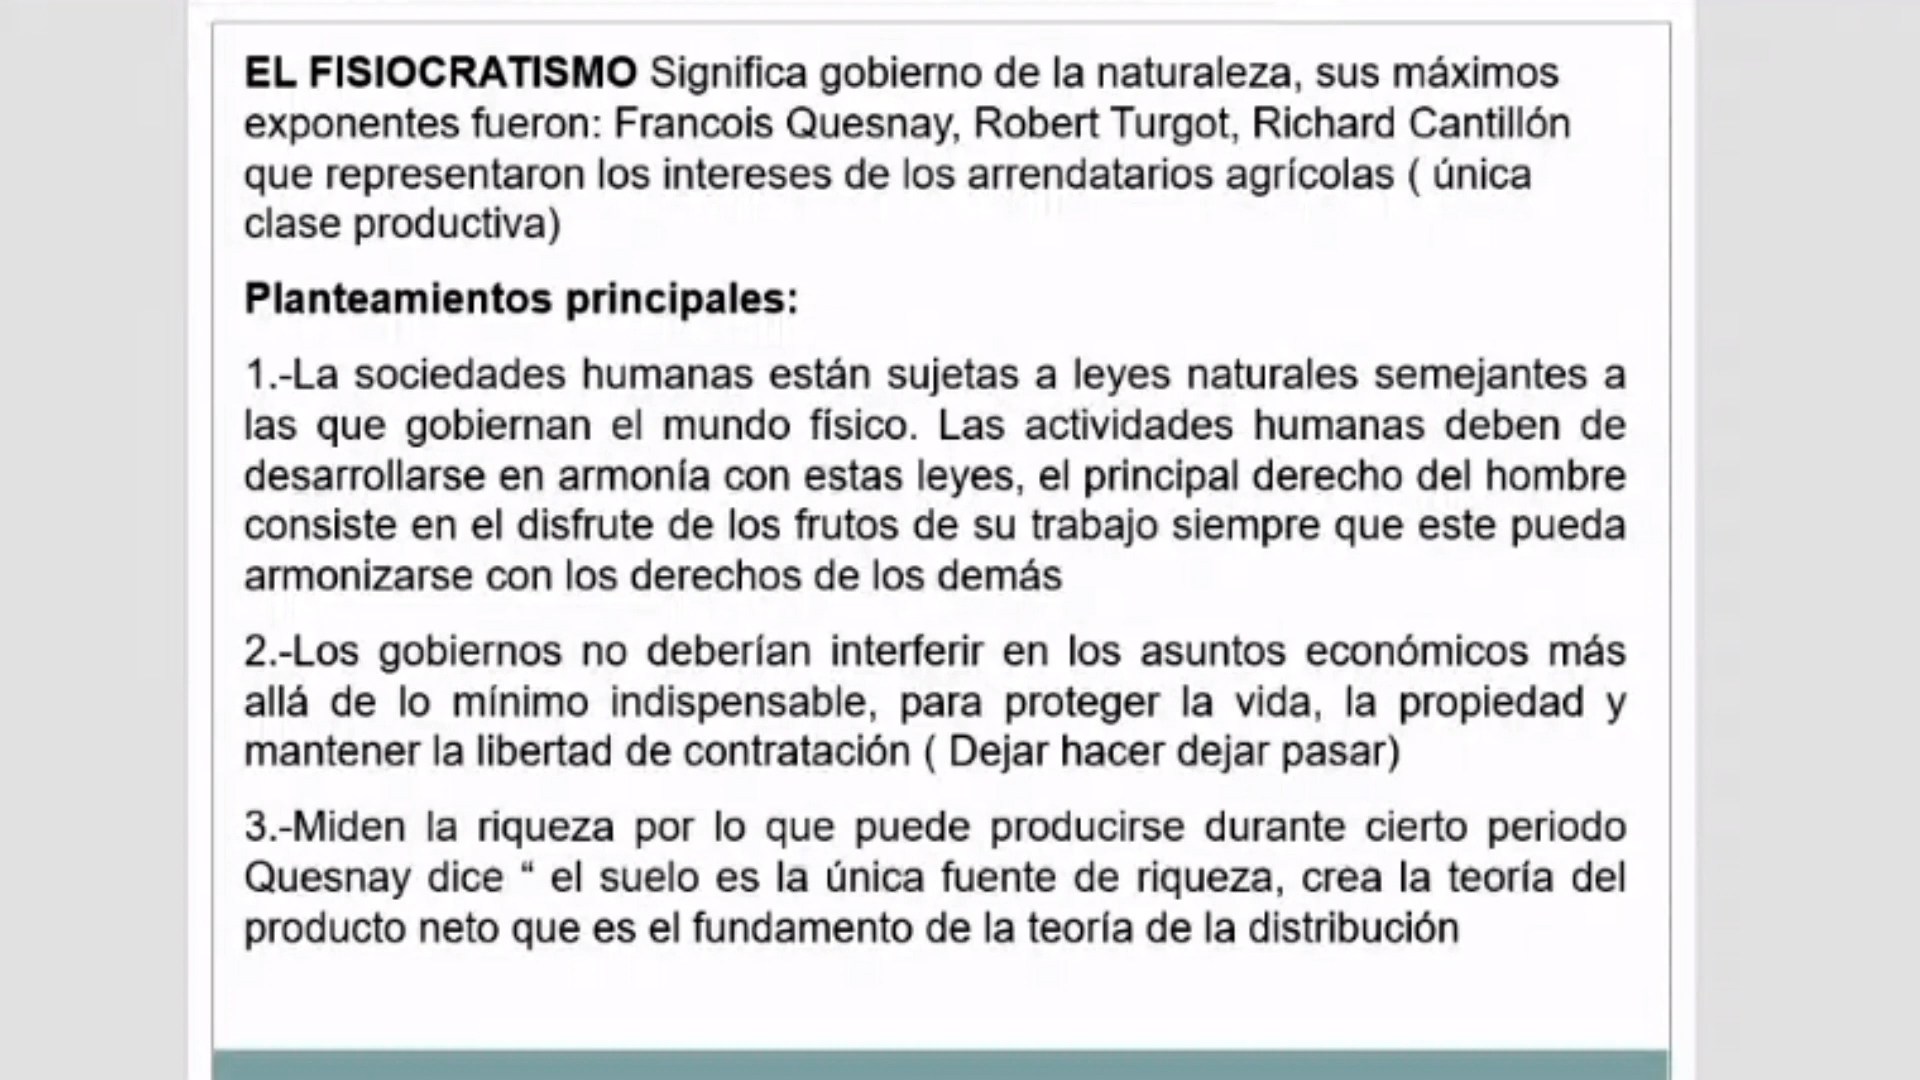 EL FISIOCRATISMO Significa gobierno de la naturaleza, sus máximos
exponentes fueron: Francois Quesnay, Robert Turgot, Richard Cantillón
que representaron los intereses de los arrendatarios agrícolas ( única
clase productiva)
Planteamientos principales:
1.-La sociedades humanas están sujetas a leyes naturales semejantes a
las que gobiernan el mundo físico. Las actividades humanas deben de
desarrollarse en armonía con estas leyes, el principal derecho del hombre
consiste en el disfrute de los frutos de su trabajo siempre que este pueda
armonizarse con los derechos de los demás
2.-Los gobiernos no deberían interferir en los asuntos económicos más
allá de lo mínimo indispensable, para proteger la vida, la propiedad y
mantener la libertad de contratación ( Dejar hacer dejar pasar)
3.-Miden la riqueza por lo que puede producirse durante cierto periodo
Quesnay dice “ el suelo es la única fuente de riqueza, crea la teoría del
producto neto que es el fundamento de la teoría de la distribución